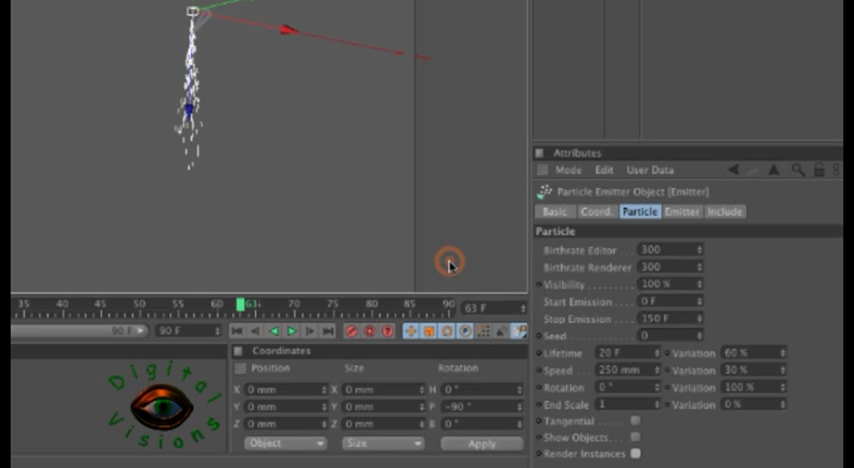 Attributes
Mode Edit User Data
Particle Emitter Object [Emitter]
Basic Coord. Particle Emitter Include
Particle
Birthrate Editor 300
Birthrate Renderer 300
Visibility 100 %
Start Emission 0 F
Stop Emission 150 F
Seed 0
Lifetime 20 F Variation 60 %
Speed 250 mm Variation 30 %
Rotation 0 ° Variation 100 %
End Scale 1 Variation 0 %
Tangential
Show Objects
Render Instances
35 40 45 50 55 60 63 70 75 80 85 90 63 F
90 F 90 F
Coordinates
Position Size Rotation
X 0 mm X 0 mm H 0 °
Y 0 mm Y 0 mm P -90 °
Z 0 mm Z 0 mm B 0 °
Object Size Apply
Digital
Visions